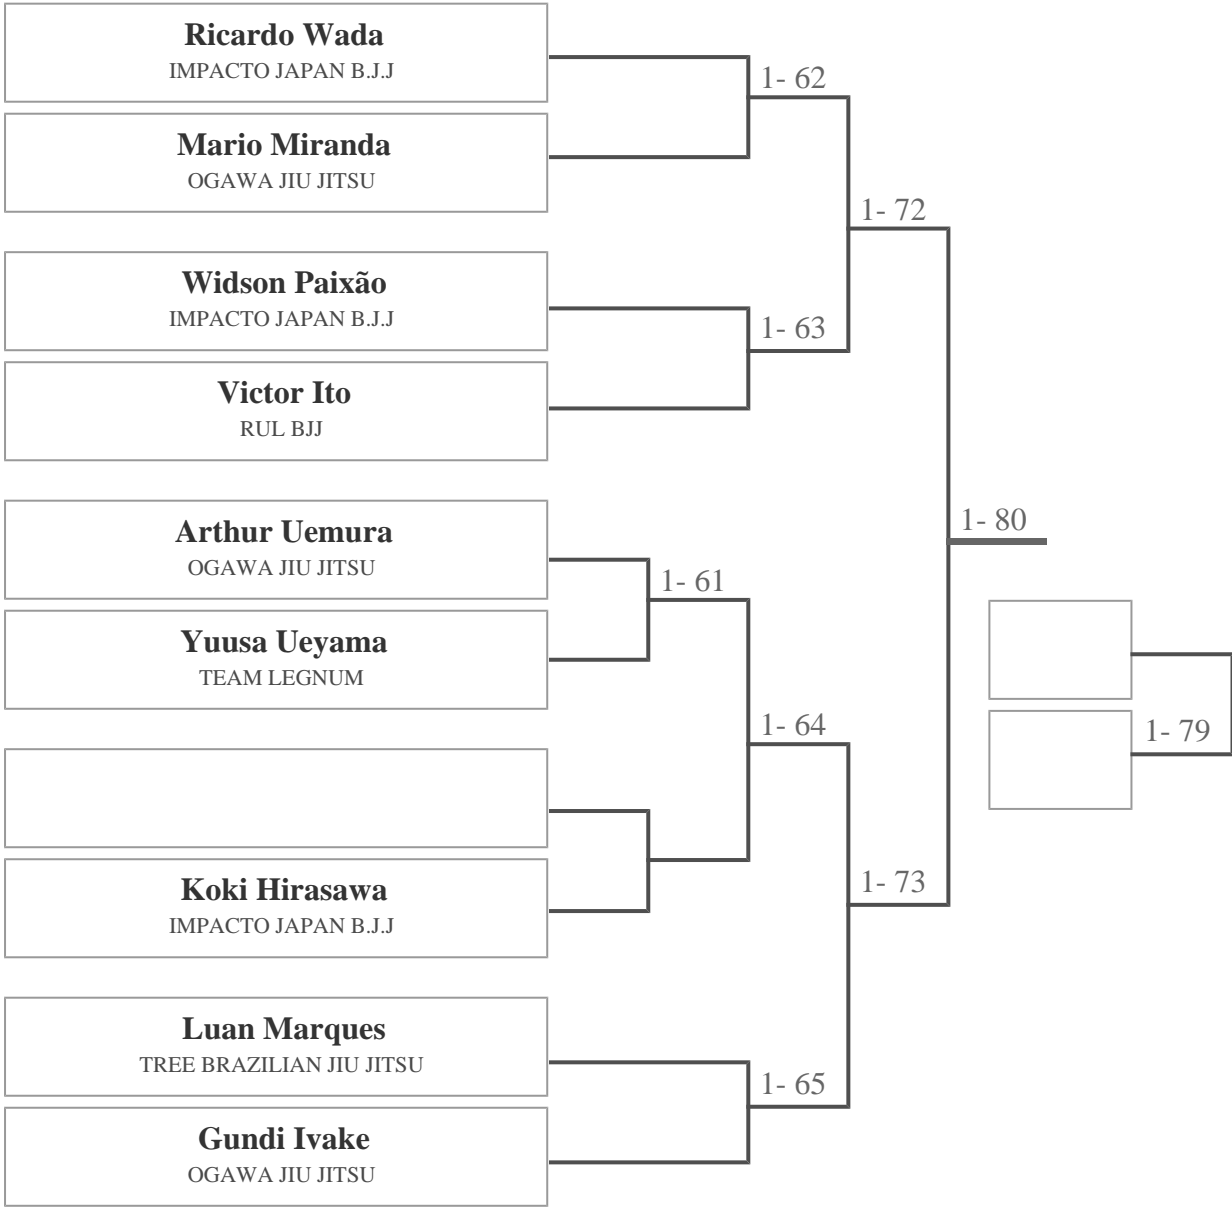 Ricardo Wada
IMPACTO JAPAN B.J.J
1- 62
Mario Miranda
OGAWA JIU JITSU
1- 72
Widson Paixão
IMPACTO JAPAN B.J.J
1- 63
Victor Ito
RUL BJJ
Arthur Uemura
OGAWA JIU JITSU
1- 80
1- 61
Yuusa Ueyama
TEAM LEGNUM
1- 64
1- 79
Koki Hirasawa
IMPACTO JAPAN B.J.J
1- 73
Luan Marques
TREE BRAZILIAN JIU JITSU
1- 65
Gundi Ivake
OGAWA JIU JITSU